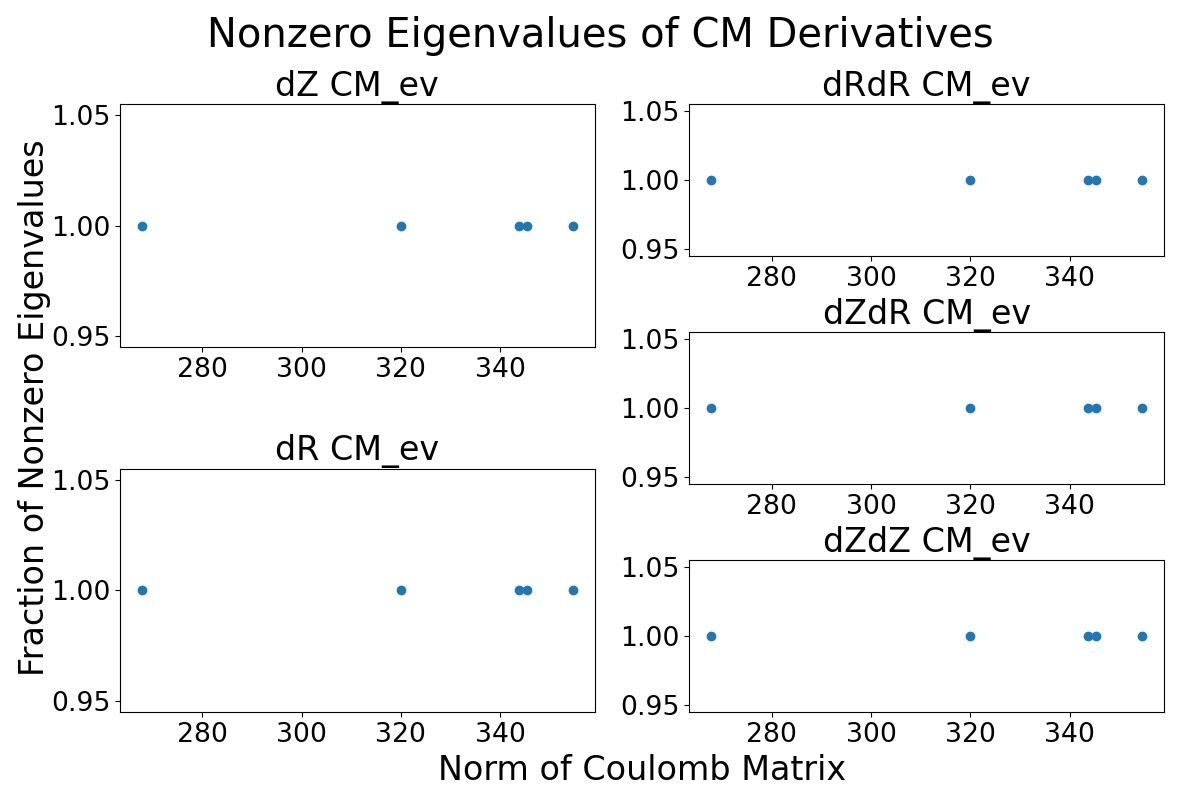 Nonzero Eigenvalues of CM Derivatives
Fraction of Nonzero Eigenvalues
dZ CM_ev
1.05
1.00
0.95
280 300 320 340
dR CM_ev
1.05
1.00
0.95
280 300 320 340
dRdR CM_ev
1.05
1.00
0.95
280 300 320 340
dZdR CM_ev
1.05
1.00
0.95
280 300 320 340
dZdZ CM_ev
1.05
1.00
0.95
280 300 320 340
Norm of Coulomb Matrix